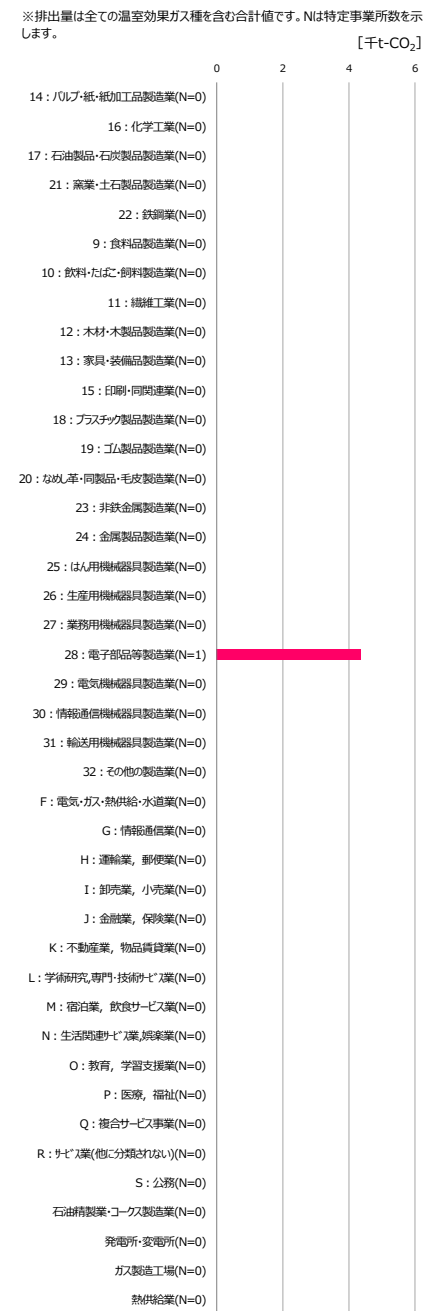 ※排出量は全ての温室効果ガス種を含む合計値です。Nは特定事業所数を示
します。
[千t-CO₂]
0 2 4 6
14：パルプ・紙・紙加工品製造業(N=0)
16：化学工業(N=0)
17：石油製品・石炭製品製造業(N=0)
21：窯業・土石製品製造業(N=0)
22：鉄鋼業(N=0)
9：食料品製造業(N=0)
10：飲料・たばこ・飼料製造業(N=0)
11：繊維工業(N=0)
12：木材・木製品製造業(N=0)
13：家具・装備品製造業(N=0)
15：印刷・同関連業(N=0)
18：プラスチック製品製造業(N=0)
19：ゴム製品製造業(N=0)
20：なめし革・同製品・毛皮製造業(N=0)
23：非鉄金属製造業(N=0)
24：金属製品製造業(N=0)
25：はん用機械器具製造業(N=0)
26：生産用機械器具製造業(N=0)
27：業務用機械器具製造業(N=0)
28：電子部品等製造業(N=1)
29：電気機械器具製造業(N=0)
30：情報通信機械器具製造業(N=0)
31：輸送用機械器具製造業(N=0)
32：その他の製造業(N=0)
F：電気・ガス・熱供給・水道業(N=0)
G：情報通信業(N=0)
H：運輸業，郵便業(N=0)
I：卸売業，小売業(N=0)
J：金融業，保険業(N=0)
K：不動産業，物品賃貸業(N=0)
L：学術研究,専門・技術ｻｰﾋﾞｽ業(N=0)
M：宿泊業，飲食サービス業(N=0)
N：生活関連ｻｰﾋﾞｽ業,娯楽業(N=0)
O：教育，学習支援業(N=0)
P：医療，福祉(N=0)
Q：複合サービス事業(N=0)
R：ｻｰﾋﾞｽ業(他に分類されない)(N=0)
S：公務(N=0)
石油精製業・コークス製造業(N=0)
発電所・変電所(N=0)
ガス製造工場(N=0)
熱供給業(N=0)